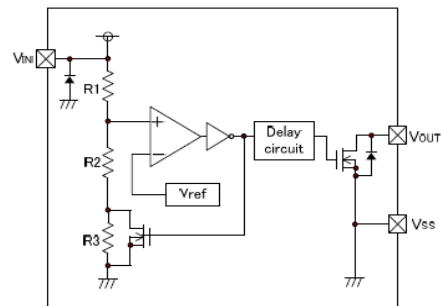 VIN
R1
+
−
Delay
circuit
VOUT
R2
Vref
R3
VSS